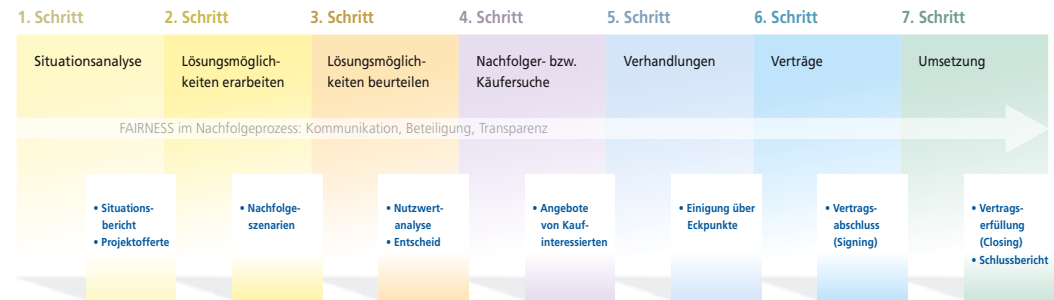 1. Schritt
2. Schritt
3. Schritt
4. Schritt
5. Schritt
6. Schritt
7. Schritt
Situationsanalyse
Lösungsmöglich-
keiten erarbeiten
Lösungsmöglich-
keiten beurteilen
Nachfolger- bzw.
Käufersuche
Verhandlungen
Verträge
Umsetzung
FAIRNESS im Nachfolgeprozess: Kommunikation, Beteiligung, Transparenz
• Situations-
bericht
• Projektofferte
• Nachfolge-
szenarien
• Nutzwert-
analyse
• Entscheid
• Angebote
von Kauf-
interessierten
• Einigung über
Eckpunkte
• Vertrags-
abschluss
(Signing)
• Vertrags-
erfüllung
(Closing)
• Schlussbericht